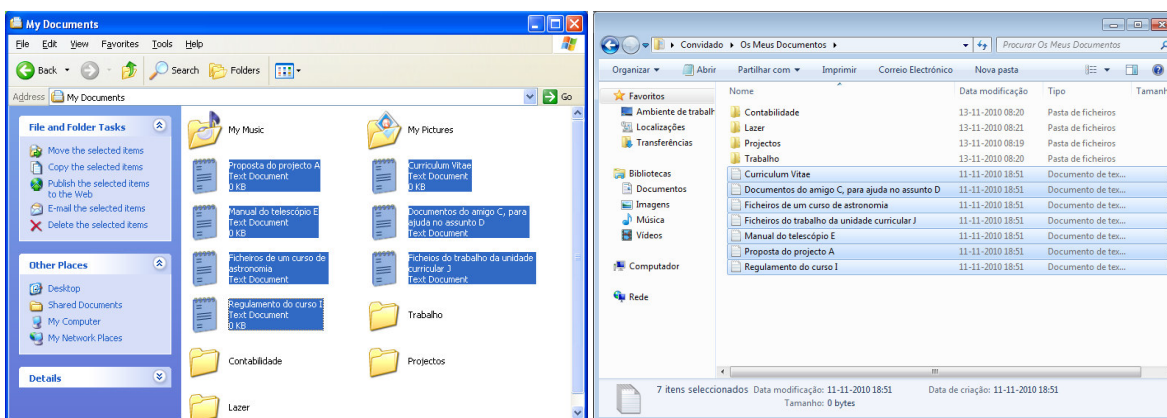 My Documents
File Edit View Favorites Tools Help
Back Search Folders
Address My Documents Go
File and Folder Tasks
Move the selected items
Copy the selected items
Publish the selected items
to the Web
E-mail the selected items
Delete the selected items
Other Places
Desktop
Shared Documents
My Computer
My Network Places
Details
My Music
My Pictures
Proposta do projecto A
Text Document
0 KB
Curriculum Vitae
Text Document
0 KB
Manual do telescópio E
Text Document
0 KB
Documentos do amigo C, para
ajuda no assunto D
Text Document
Ficheiros de um curso de
astronomia
Text Document
Ficheios do trabalho da unidade
curricular J
Text Document
Regulamento do curso I
Text Document
0 KB
Trabalho
Contabilidade
Projectos
Lazer
Convidado Os Meus Documentos
Procurar Os Meus Documentos
Organizar Abrir Partilhar com Imprimir Correio Electrónico Nova pasta
Favoritos
Ambiente de trabalh
Localizações
Transferências
Bibliotecas
Documentos
Imagens
Música
Vídeos
Computador
Rede
Nome Data modificação Tipo Tamanh
Contabilidade 13-11-2010 08:20 Pasta de ficheiros
Lazer 13-11-2010 08:21 Pasta de ficheiros
Projectos 13-11-2010 08:19 Pasta de ficheiros
Trabalho 13-11-2010 08:20 Pasta de ficheiros
Curriculum Vitae 11-11-2010 18:51 Documento de tex...
Documentos do amigo C, para ajuda no assunto D 11-11-2010 18:51 Documento de tex...
Ficheiros de um curso de astronomia 11-11-2010 18:51 Documento de tex...
Ficheiros do trabalho da unidade curricular J 11-11-2010 18:51 Documento de tex...
Manual do telescópio E 11-11-2010 18:51 Documento de tex...
Proposta do projecto A 11-11-2010 18:51 Documento de tex...
Regulamento do curso I 11-11-2010 18:51 Documento de tex...
7 itens seleccionados Data modificação: 11-11-2010 18:51 Data de criação: 11-11-2010 18:51
Tamanho: 0 bytes